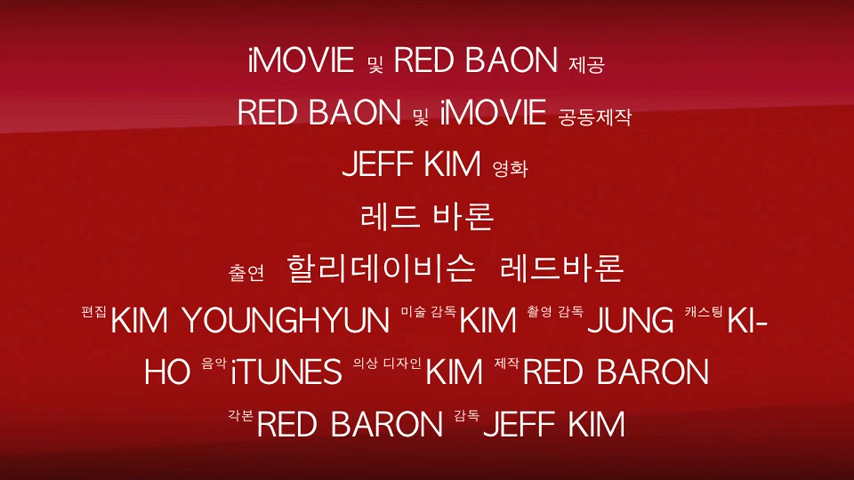 iMOVIE 및 RED BAON 제공
RED BAON 및 iMOVIE 공동제작
JEFF KIM 영화
레드 바론
출연 할리데이비슨 레드바론
편집 KIM YOUNGHYUN 미술 감독 KIM 촬영 감독 JUNG 캐스팅 KI-
HO 음악 iTUNES 의상 디자인 KIM 제작 RED BARON
각본 RED BARON 감독 JEFF KIM